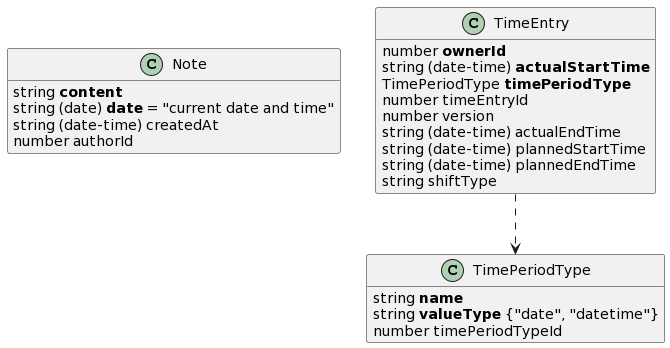 C Note
string content
string (date) date = "current date and time"
string (date-time) createdAt
number authorId
C TimeEntry
number ownerId
string (date-time) actualStartTime
TimePeriodType timePeriodType
number timeEntryId
number version
string (date-time) actualEndTime
string (date-time) plannedStartTime
string (date-time) plannedEndTime
string shiftType
C TimePeriodType
string name
string valueType {"date", "datetime"}
number timePeriodTypeId